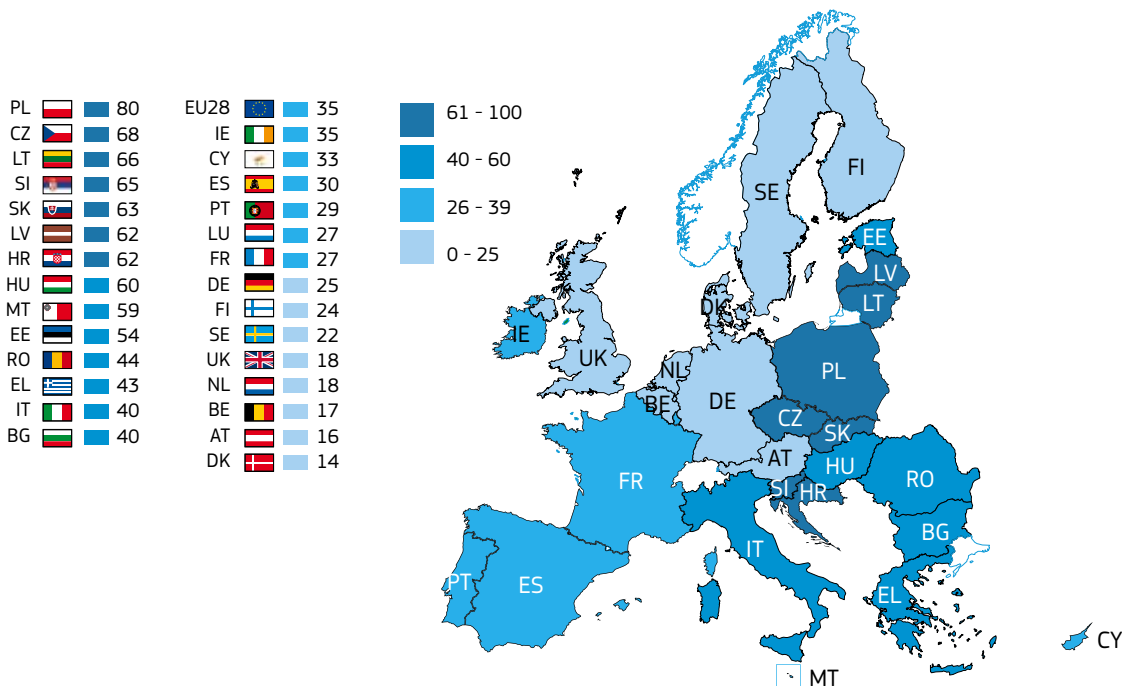 PL 80
CZ 68
LT 66
SI 65
SK 63
LV 62
HR 62
HU 60
MT 59
EE 54
RO 44
EL 43
IT 40
BG 40
EU28 35
IE 35
CY 33
ES 30
PT 29
LU 27
FR 27
DE 25
FI 24
SE 22
UK 18
NL 18
BE 17
AT 16
DK 14
61 - 100
40 - 60
26 - 39
0 - 25
FI
SE
EE
LV
LT
DK
IE
UK
NL
PL
BE
DE
CZ
SK
AT
HU
FR
SI
HR
RO
BG
IT
PT
ES
EL
CY
MT